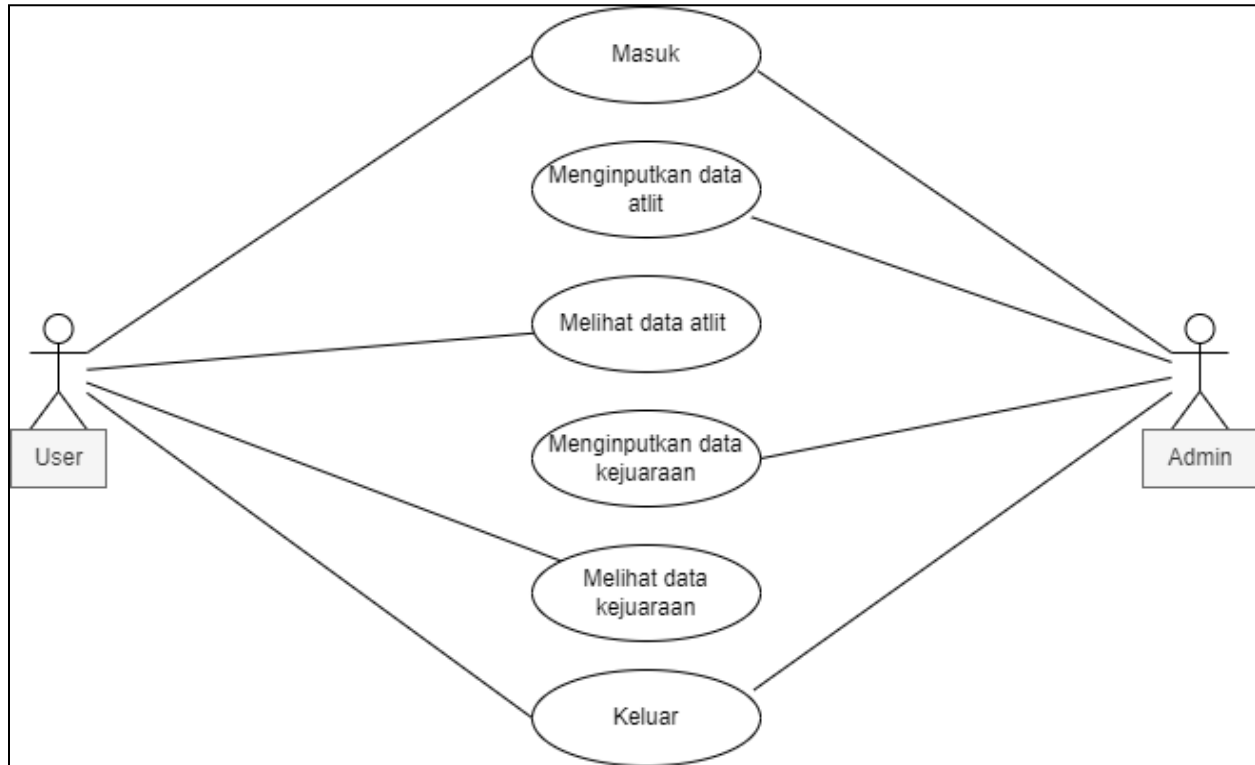 Masuk
Menginputkan data
atlit
Melihat data atlit
Menginputkan data
kejuaraan
User
Admin
Melihat data
kejuaraan
Keluar